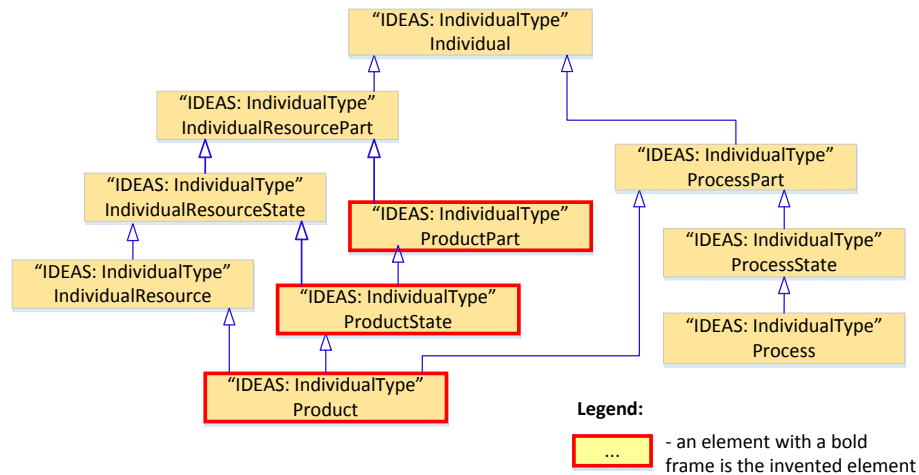 “IDEAS: IndividualType”
Individual
“IDEAS: IndividualType”
IndividualResourcePart
“IDEAS: IndividualType”
ProcessPart
“IDEAS: IndividualType”
IndividualResourceState
“IDEAS: IndividualType”
ProductPart
“IDEAS: IndividualType”
ProcessState
“IDEAS: IndividualType”
IndividualResource
“IDEAS: IndividualType”
ProductState
“IDEAS: IndividualType”
Process
“IDEAS: IndividualType”
Product
Legend:
...
- an element with a bold
frame is the invented element